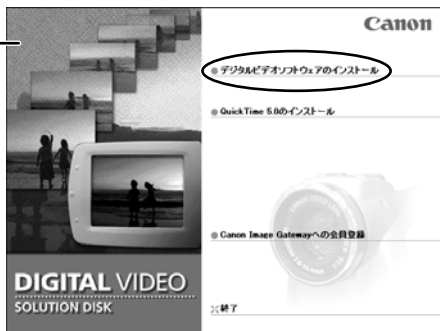 Canon
デジタルビデオソフトウェアのインストール
QuickTime 5.0のインストール
Canon Image Gatewayへの会員登録
DIGITAL VIDEO
SOLUTION DISK
終了